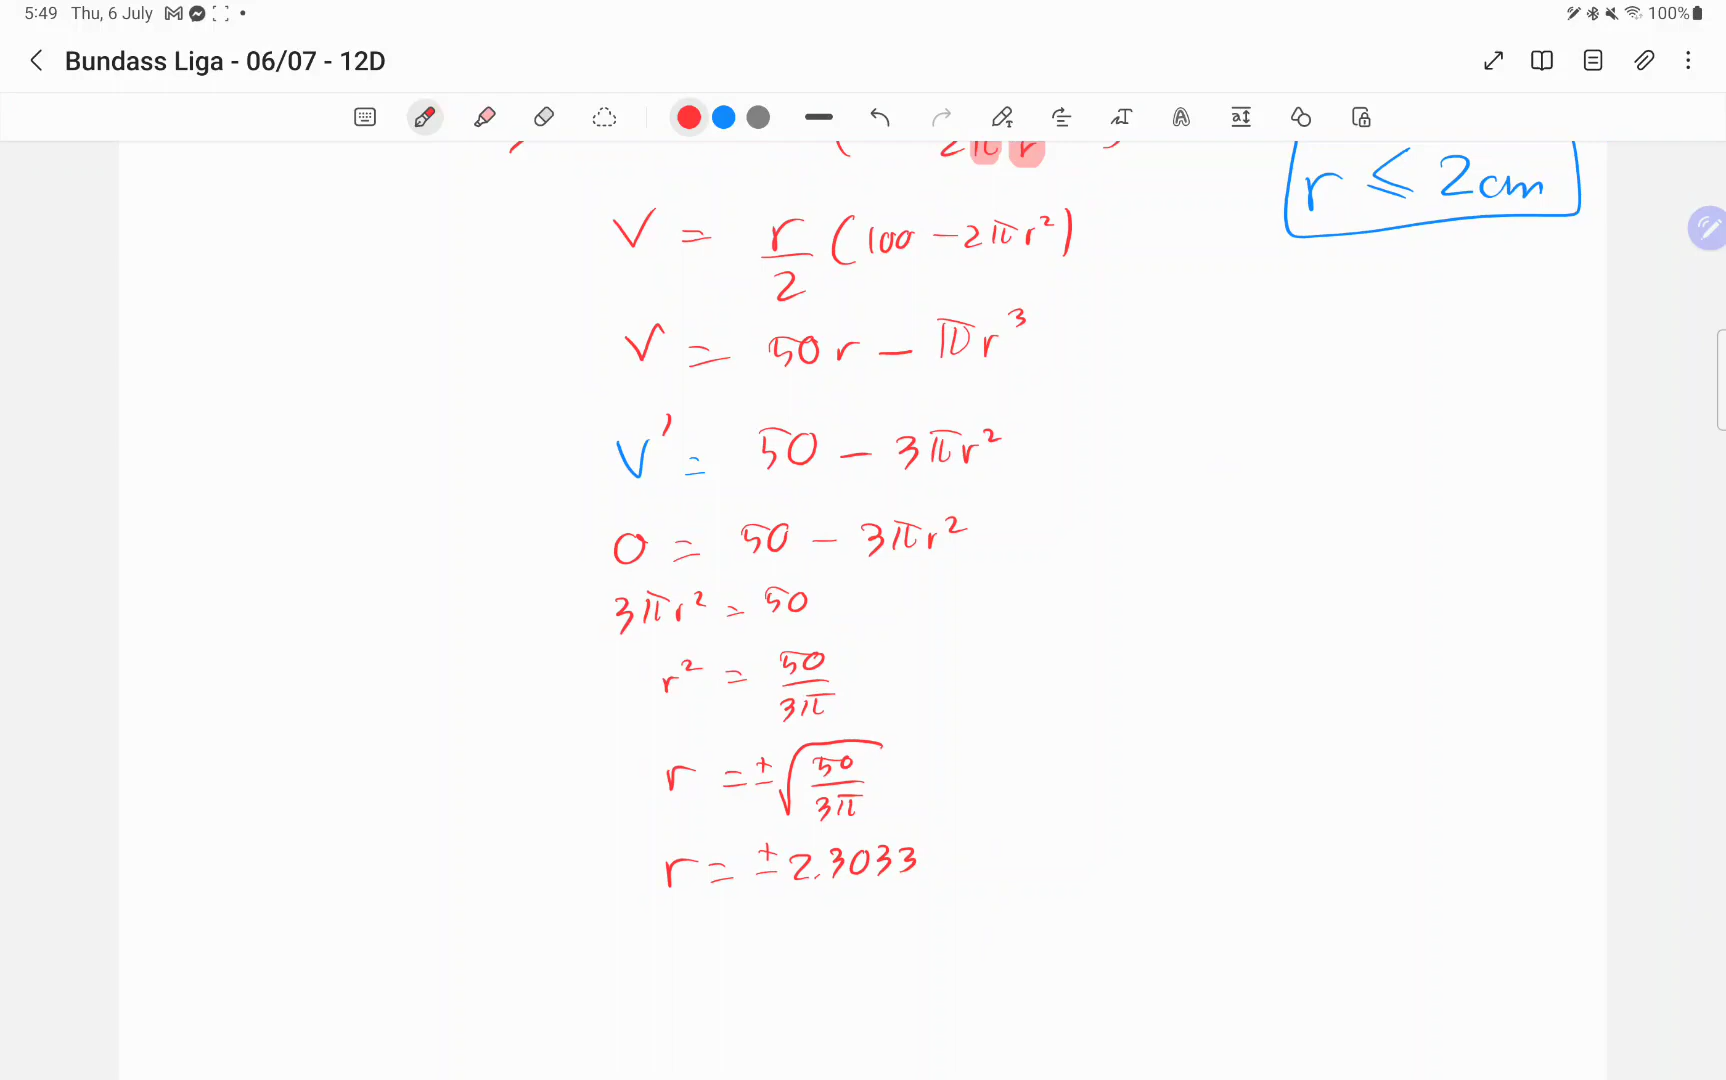 5:49 Thu, 6 July 100%
Bundass Liga - 06/07 - 12D
2π r
r ≤ 2cm
V = r/2 (100 - 2πr²)
V = 50r - πr³
V' = 50 - 3πr²
0 = 50 - 3πr²
3πr² = 50
r² = 50/3π
r = ±√(50/3π)
r = ±2.3033